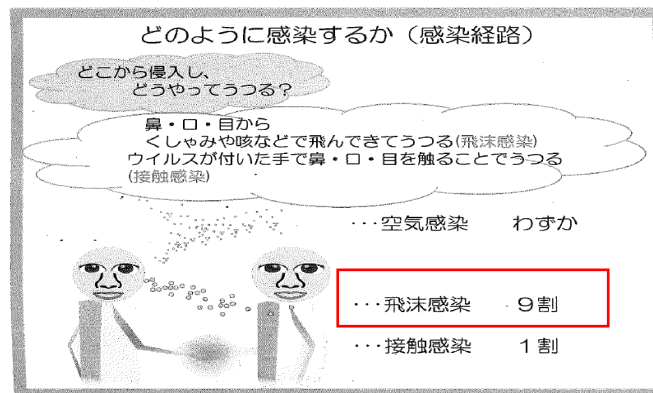 どのように感染するか（感染経路）
どこから侵入し、
どうやってうつる？
鼻・口・目から
くしゃみや咳などで飛んできてうつる(飛沫感染)
ウイルスが付いた手で鼻・口・目を触ることでうつる
(接触感染)
…空気感染　わずか
…飛沫感染　９割
…接触感染　１割